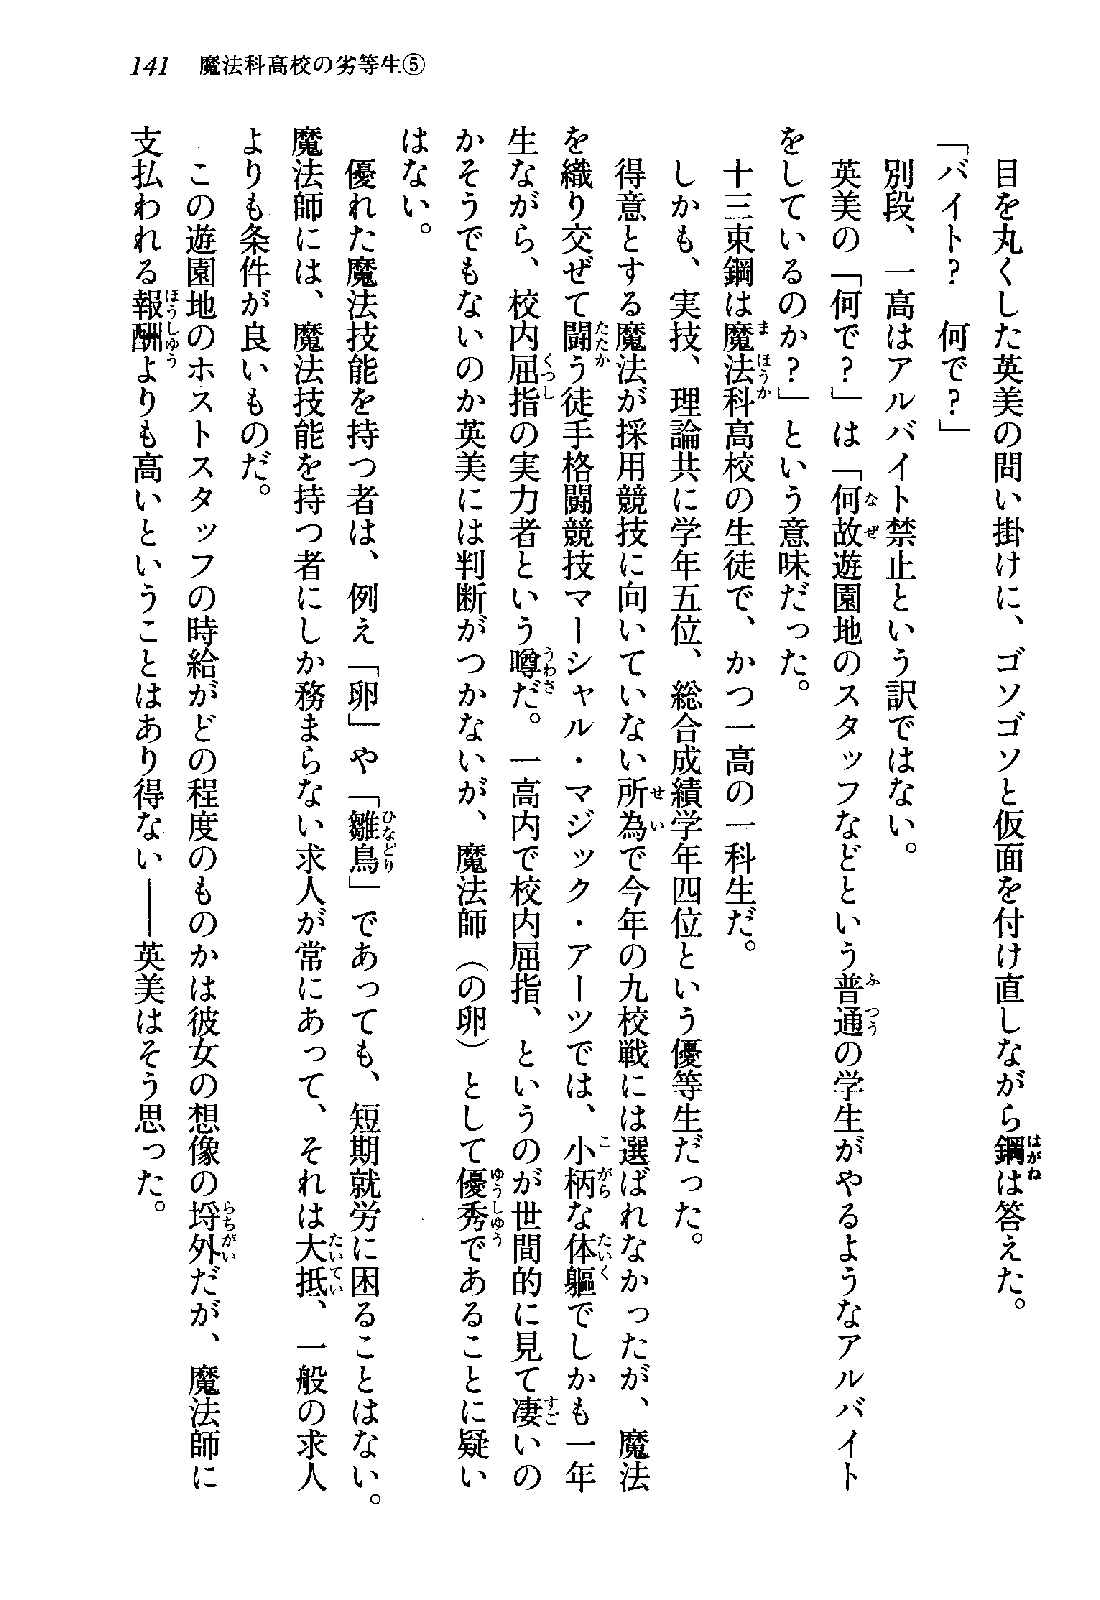 141 魔法科高校の劣等生⑤
目を丸くした英美の問い掛けに、ゴソゴソと仮面を付け直しながら鋼は答えた。
「バイト？　何で？」
別段、一高はアルバイト禁止という訳ではない。
英美の「何で？」は「何故遊園地のスタッフなどという普通の学生がやるようなアルバイト
をしているのか？」という意味だった。
十三束鋼は魔法科高校の生徒で、かつ一高の一科生だ。
しかも、実技、理論共に学年五位、総合成績学年四位という優等生だった。
得意とする魔法が採用競技に向いていない所為で今年の九校戦には選ばれなかったが、魔法
を織り交ぜて闘う徒手格闘競技マーシャル・マジック・アーツでは、小柄な体軀でしかも一年
生ながら、校内屈指の実力者という噂だ。一高内で校内屈指、というのが世間的に見て凄いの
かそうでもないのか英美には判断がつかないが、魔法師（の卵）として優秀であることに疑い
はない。
優れた魔法技能を持つ者は、例え「卵」や「雛鳥」であっても、短期就労に困ることはない。
魔法師には、魔法技能を持つ者にしか務まらない求人が常にあって、それは大抵、一般の求人
よりも条件が良いものだ。
この遊園地のホストスタッフの時給がどの程度のものかは彼女の想像の埒外だが、魔法師に
支払われる報酬よりも高いということはあり得ない――英美はそう思った。